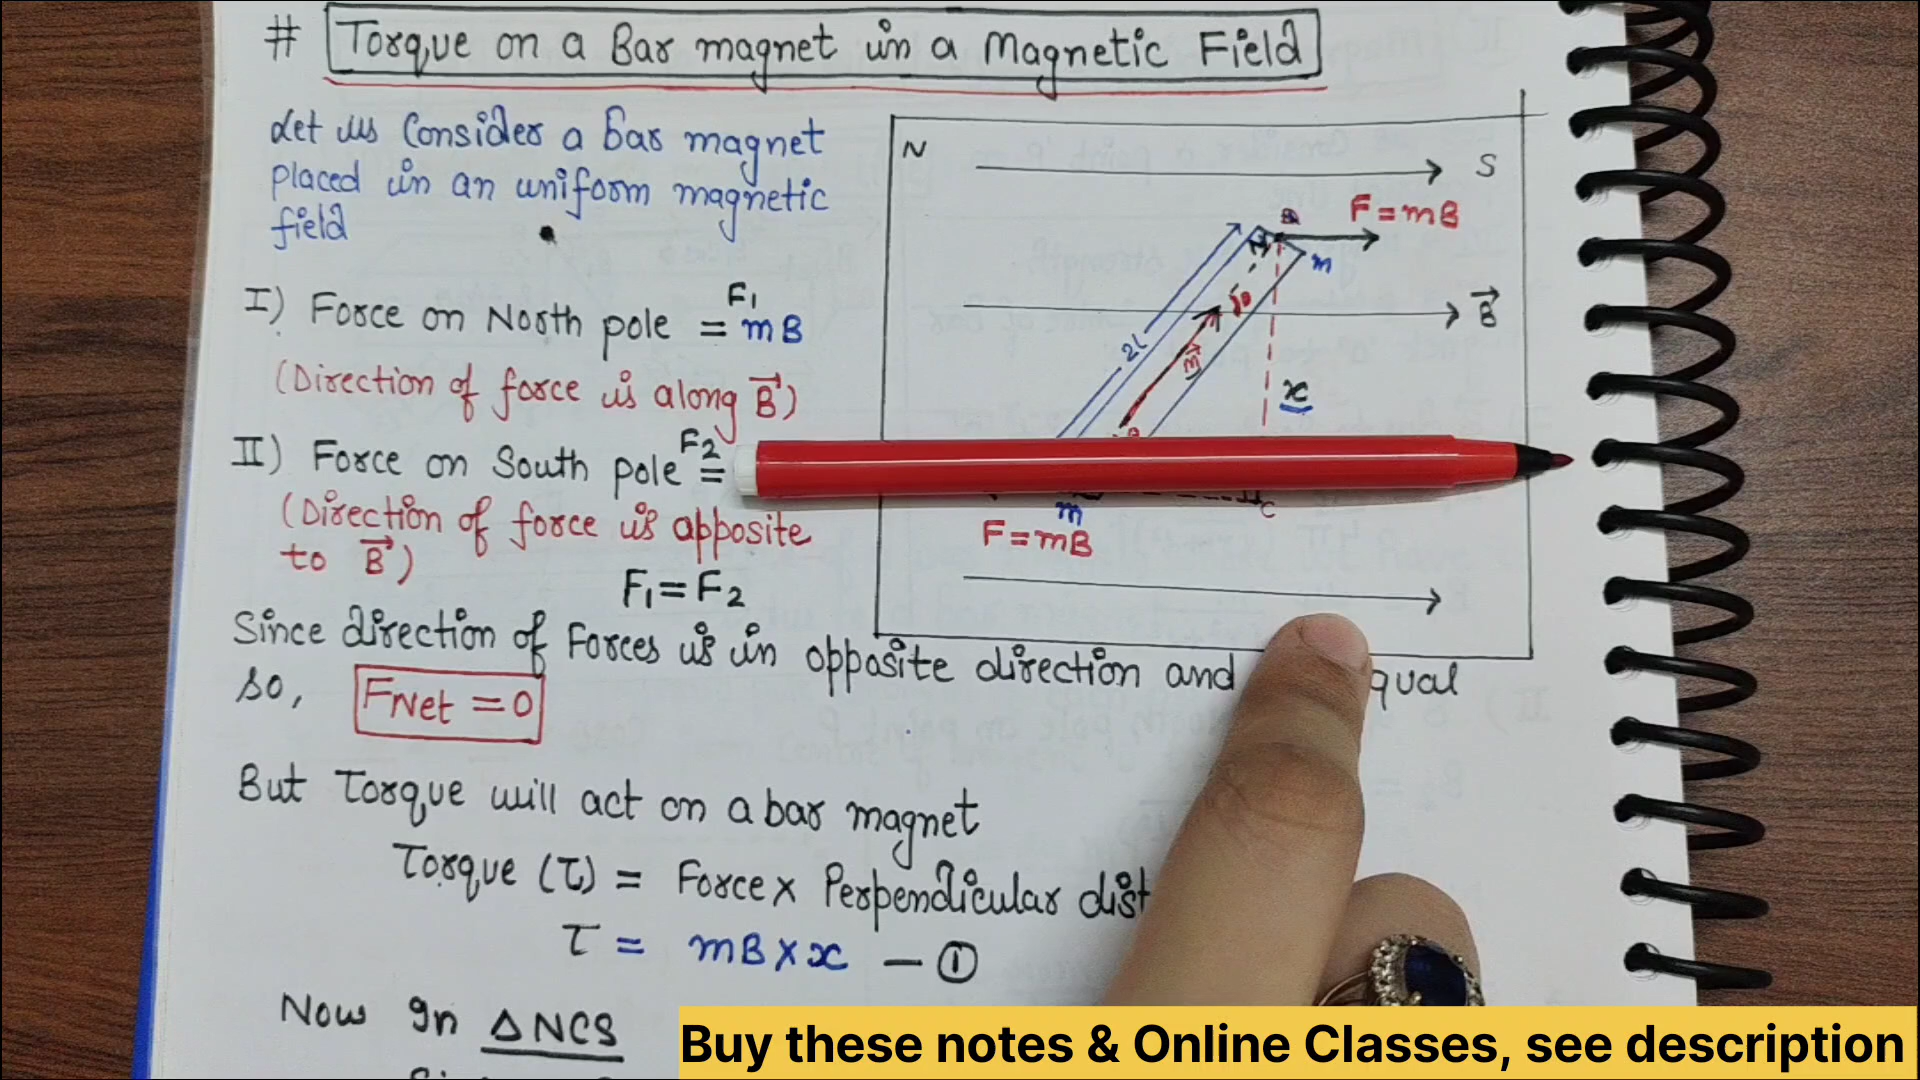 # Torque on a Bar magnet in a Magnetic Field
Let us Consider a bar magnet
placed in an uniform magnetic
field
I) Force on North pole = mB
F1
(Direction of force is along B⃗)
II) Force on South pole =
F2
(Direction of force is opposite
to B⃗)
F1 = F2
Since direction of Forces is in opposite direction and
so, FNet = 0
But Torque will act on a bar magnet
Torque (τ) = Force x Perpendicular
τ = mB x x — ①
Now In △NCS
N
S
F = mB
N
m
θ
B⃗
2l
m⃗
x
m
C
F = mB
Buy these notes & Online Classes, see description